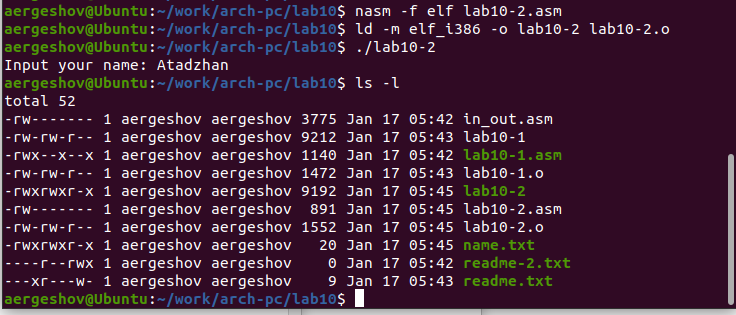 aergeshov@Ubuntu:~/work/arch-pc/lab10$ nasm -f elf lab10-2.asm
aergeshov@Ubuntu:~/work/arch-pc/lab10$ ld -m elf_i386 -o lab10-2 lab10-2.o
aergeshov@Ubuntu:~/work/arch-pc/lab10$ ./lab10-2
Input your name: Atadzhan
aergeshov@Ubuntu:~/work/arch-pc/lab10$ ls -l
total 52
-rw------- 1 aergeshov aergeshov 3775 Jan 17 05:42 in_out.asm
-rw-rw-r-- 1 aergeshov aergeshov 9212 Jan 17 05:43 lab10-1
-rwx--x--x 1 aergeshov aergeshov 1140 Jan 17 05:42 lab10-1.asm
-rw-rw-r-- 1 aergeshov aergeshov 1472 Jan 17 05:43 lab10-1.o
-rwxrwxr-x 1 aergeshov aergeshov 9192 Jan 17 05:45 lab10-2
-rw------- 1 aergeshov aergeshov  891 Jan 17 05:45 lab10-2.asm
-rw-rw-r-- 1 aergeshov aergeshov 1552 Jan 17 05:45 lab10-2.o
-rwxrwxr-x 1 aergeshov aergeshov   20 Jan 17 05:45 name.txt
----r--rwx 1 aergeshov aergeshov    0 Jan 17 05:42 readme-2.txt
---xr---w- 1 aergeshov aergeshov    9 Jan 17 05:43 readme.txt
aergeshov@Ubuntu:~/work/arch-pc/lab10$